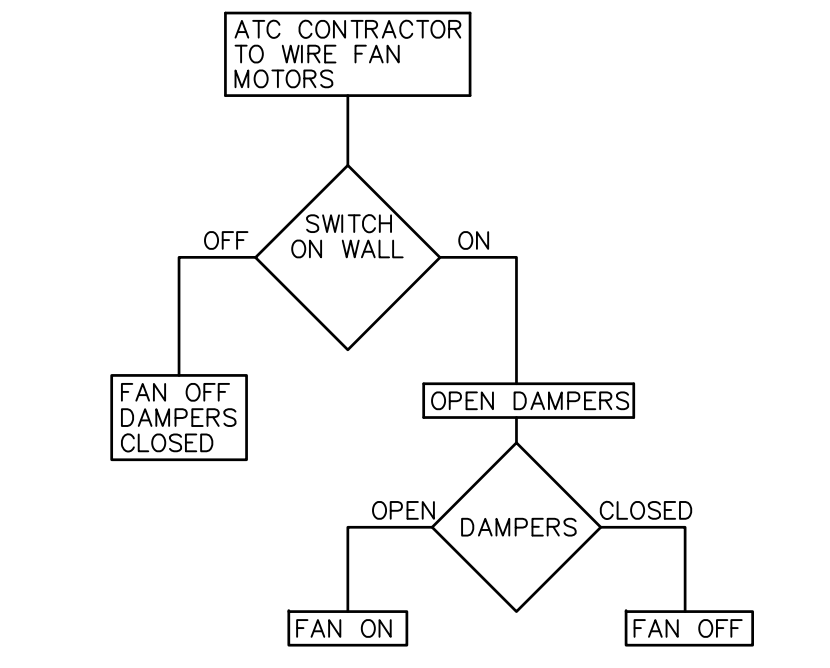 ATC CONTRACTOR
TO WIRE FAN
MOTORS
SWITCH
ON WALL
OFF
ON
FAN OFF
DAMPERS
CLOSED
OPEN DAMPERS
OPEN
DAMPERS
CLOSED
FAN ON
FAN OFF